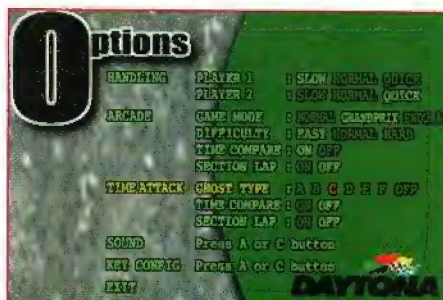 Options
HANDLING PLAYER 1 : SLOW NORMAL QUICK
PLAYER 2 : SLOW NORMAL QUICK
ARCADE GAME MODE : NORMAL GRANDPRIX
DIFFICULTY : EASY NORMAL HARD
TIME COMPARE : ON OFF
SECTION LAP : ON OFF
TIME ATTACK GHOST TYPE : A B C D E F OFF
TIME COMPARE : ON OFF
SECTION LAP : ON OFF
SOUND Press A or C button
KEY CONFIG Press A or C button
EXIT
DAYTONA